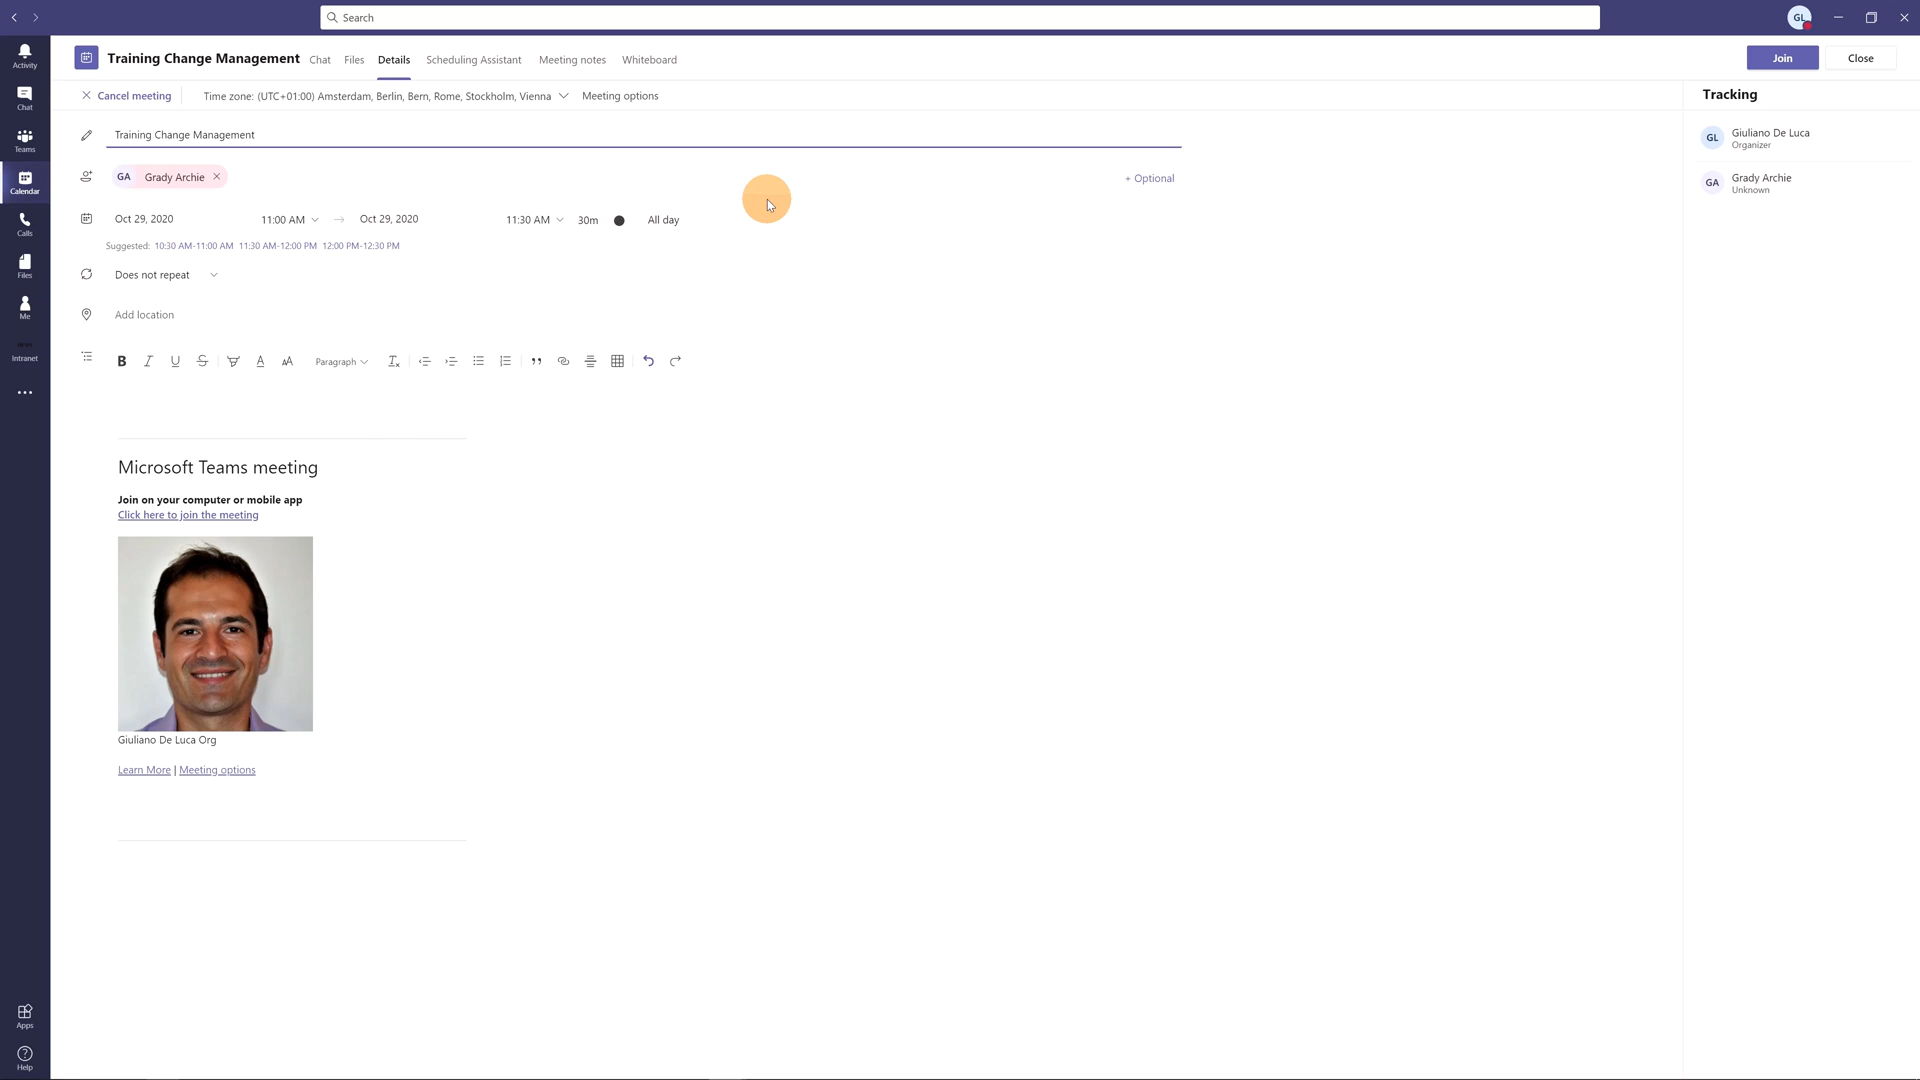 Search
GL
Activity
Chat
Teams
Calendar
Calls
Files
Me
Intranet
Apps
Help
Training Change Management Chat Files Details Scheduling Assistant Meeting notes Whiteboard
Join Close
Cancel meeting Time zone: (UTC+01:00) Amsterdam, Berlin, Bern, Rome, Stockholm, Vienna Meeting options
Training Change Management
GA Grady Archie + Optional
Oct 29, 2020 11:00 AM Oct 29, 2020 11:30 AM 30m All day
Suggested: 10:30 AM-11:00 AM 11:30 AM-12:00 PM 12:00 PM-12:30 PM
Does not repeat
Add location
B I U S A AA Paragraph
Microsoft Teams meeting
Join on your computer or mobile app
Click here to join the meeting
Giuliano De Luca Org
Learn More | Meeting options
Tracking
GL Giuliano De Luca
Organizer
GA Grady Archie
Unknown